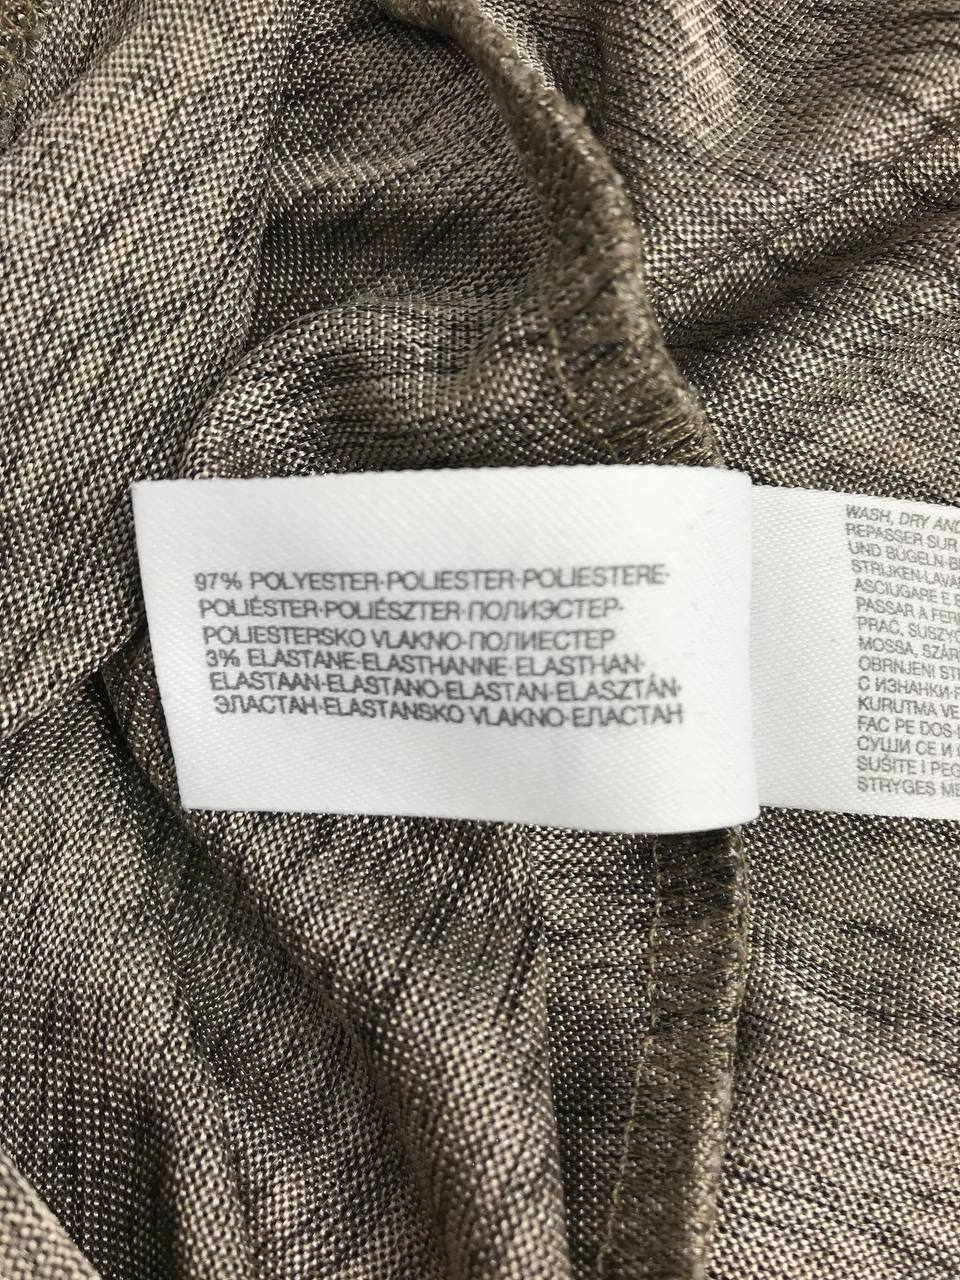 97% POLYESTER·POLIESTER·POLIESTERE·
POLIÉSTER·POLIÉSZTER·ПОЛИЭСТЕР·
POLIESTERSKO VLAKNO·ПОЛИЕСТЕР
3% ELASTANE·ELASTHANNE·ELASTHAN·
ELASTAAN·ELASTANO·ELASTAN·ELASZTÁN·
ЭЛАСТАН·ELASTANSKO VLAKNO·ЕЛАСТАН
WASH, DRY AND
REPASSER SUR
UND BÜGELN·B
STRIJKEN·LAVA
ASCIUGARE E
PASSAR A FER
PRAĆ, SUSZYĆ
MOSSA, SZÁR
OBRNJENI ST
С ИЗНАНКИ·
KURUTMA VE
FAC PE DOS·
СУШИ СЕ И
SUŠITE I PEG
STRYGES ME